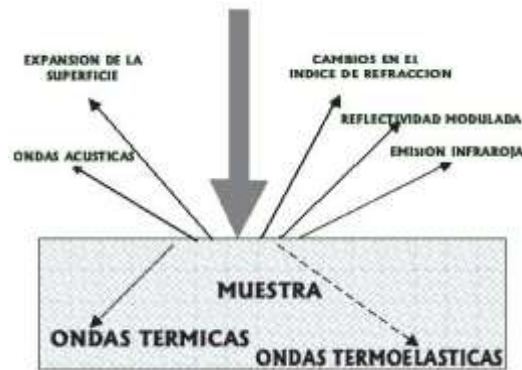 EXPANSION DE LA
SUPERFICIE
CAMBIOS EN EL
INDICE DE REFRACCION
REFLECTIVIDAD MODULADA
ONDAS ACUSTICAS
EMISION INFRAROJA
MUESTRA
ONDAS TERMICAS
ONDAS TERMOELASTICAS